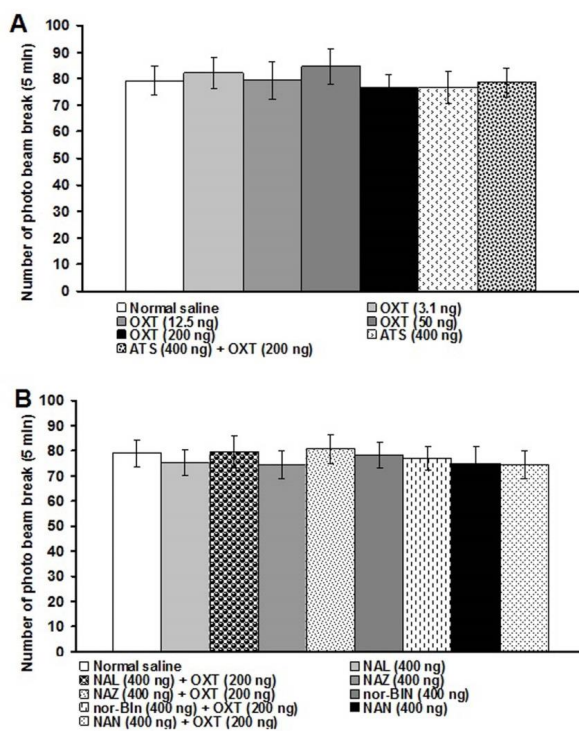 A
Number of photo beam break (5 min)
100
90
80
70
60
50
40
30
20
10
0
Normal saline
OXT (3.1 ng)
OXT (12.5 ng)
OXT (50 ng)
OXT (200 ng)
ATS (400 ng)
ATS (400 ng) + OXT (200 ng)
B
Number of photo beam break (5 min)
100
90
80
70
60
50
40
30
20
10
0
Normal saline
NAL (400 ng)
NAL (400 ng) + OXT (200 ng)
NAZ (400 ng)
NAZ (400 ng) + OXT (200 ng)
nor-BIN (400 ng)
nor-BIn (400 ng) + OXT (200 ng)
NAN (400 ng)
NAN (400 ng) + OXT (200 ng)